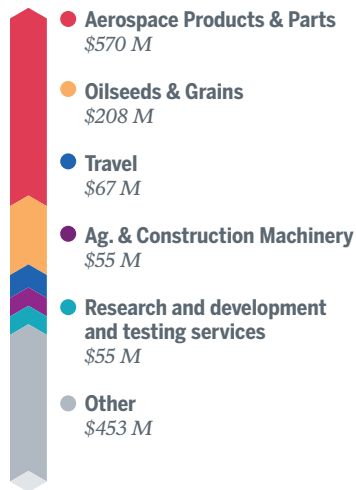 Aerospace Products & Parts
$570 M
Oilseeds & Grains
$208 M
Travel
$67 M
Ag. & Construction Machinery
$55 M
Research and development
and testing services
$55 M
Other
$453 M